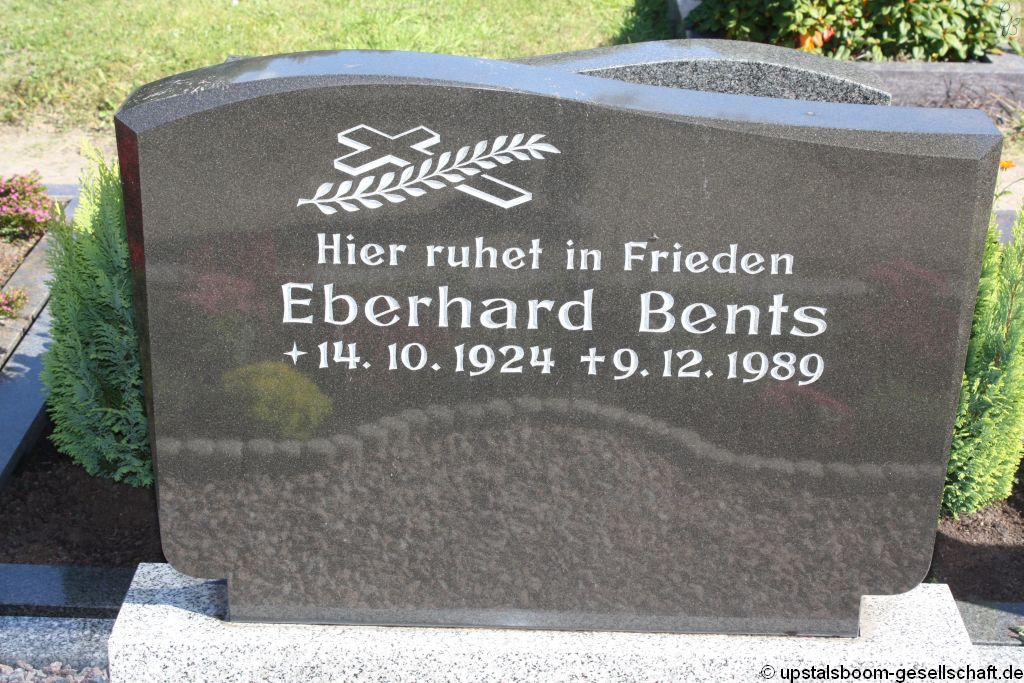 Hier ruhet in Frieden
Eberhard Bents
14. 10. 1924 ✝9. 12. 1989
© upstalsboom-gesellschaft.de